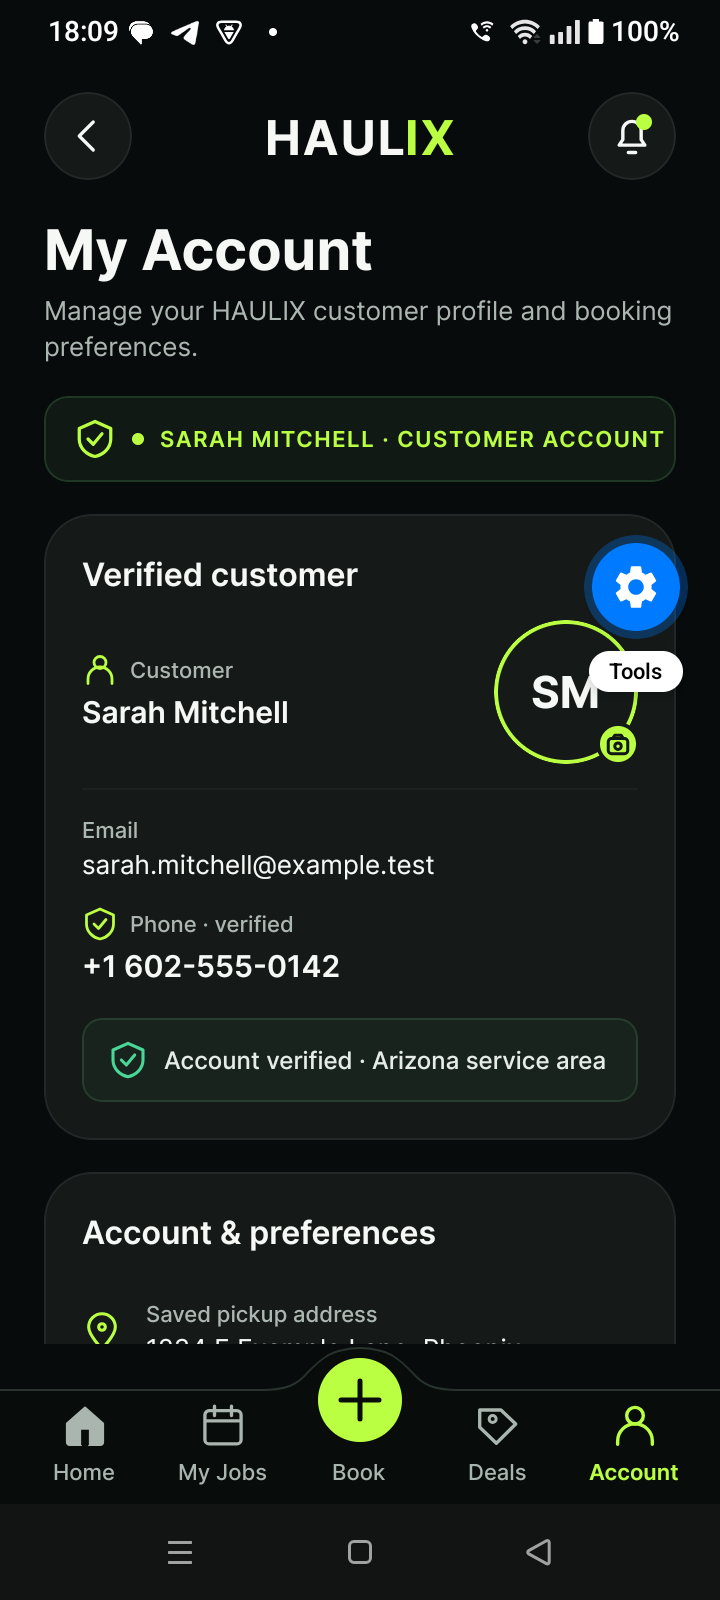 18:09
100%
HAULIX
My Account
Manage your HAULIX customer profile and booking
preferences.
SARAH MITCHELL · CUSTOMER ACCOUNT
Verified customer
Customer
Sarah Mitchell
SM
Tools
Email
sarah.mitchell@example.test
Phone · verified
+1 602-555-0142
Account verified · Arizona service area
Account & preferences
Saved pickup address
Home
My Jobs
Book
Deals
Account